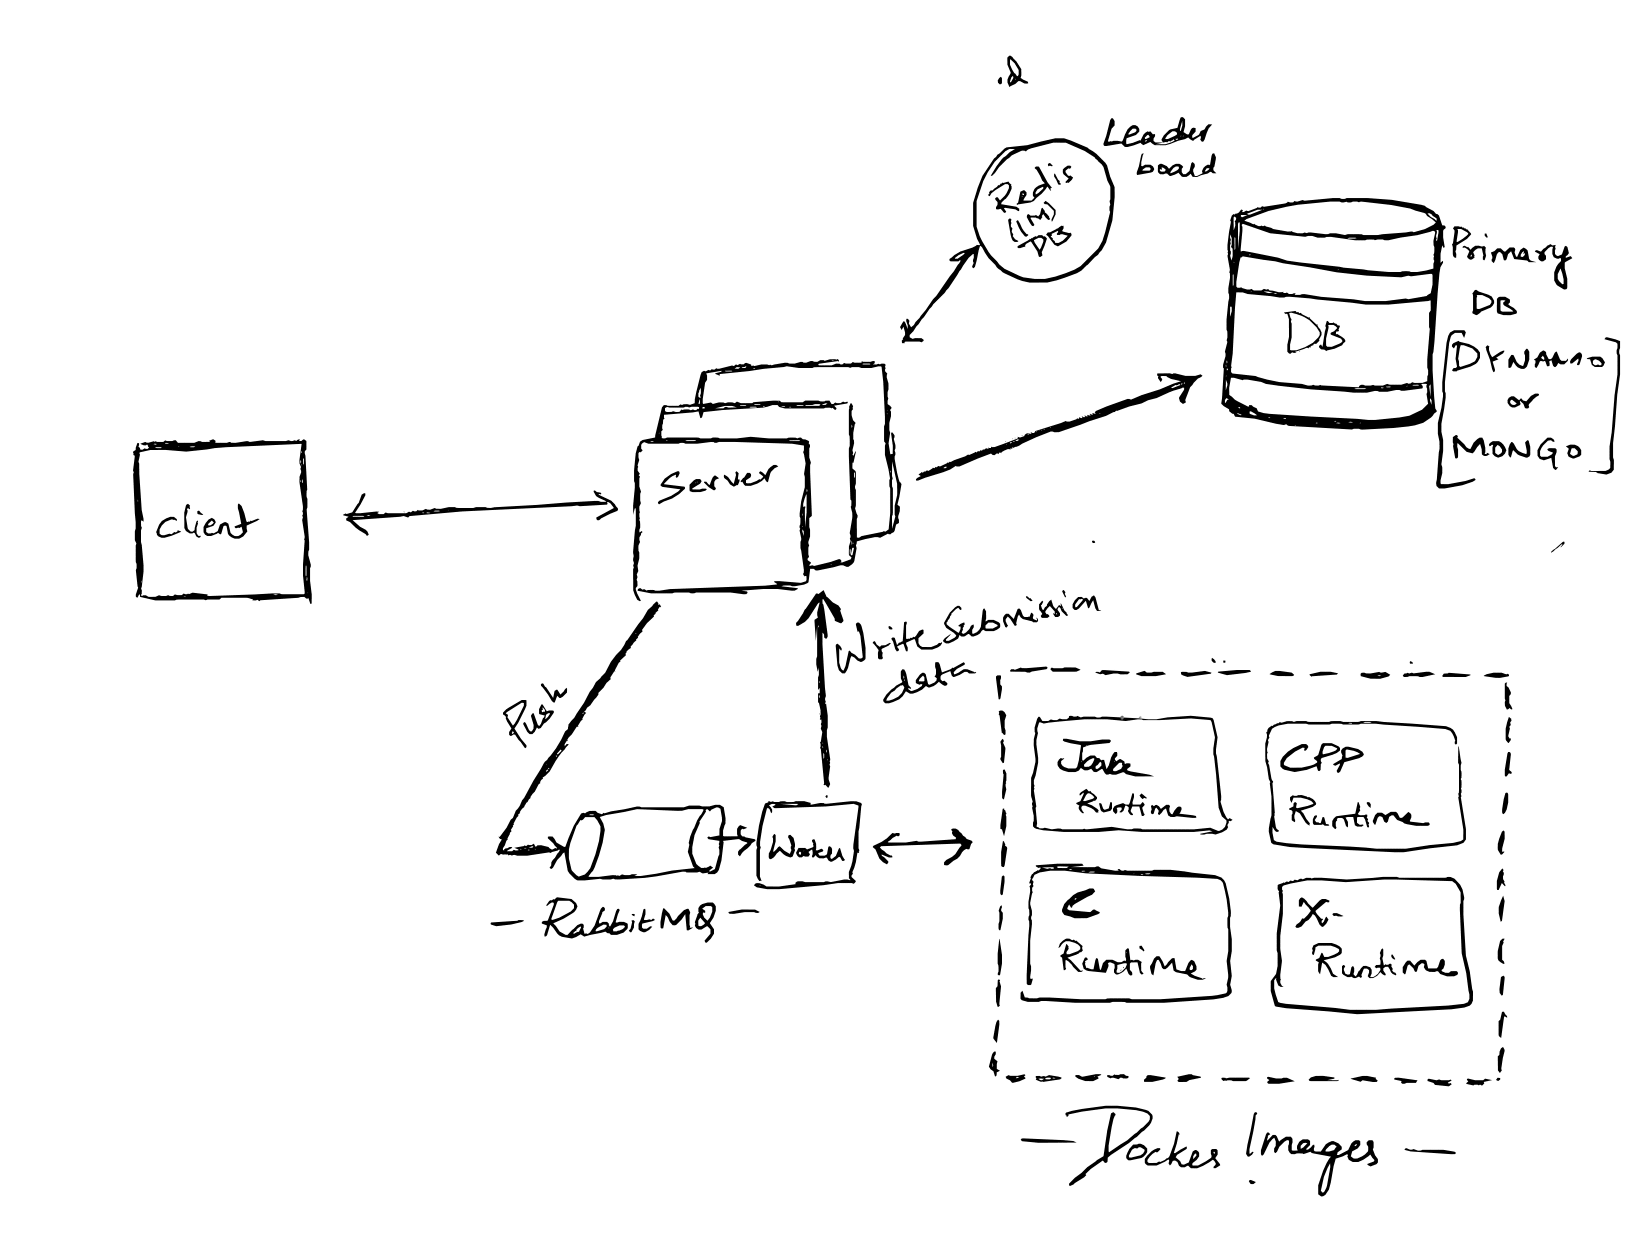 Leader
board
Redis
(IM)
DB
Primary
DB
[DYNAMO
or
MONGO]
DB
Server
Client
Write Submission
data
Push
Java
Runtime
CPP
Runtime
Worker
C
Runtime
X-
Runtime
- RabbitMQ -
- Docker Images -